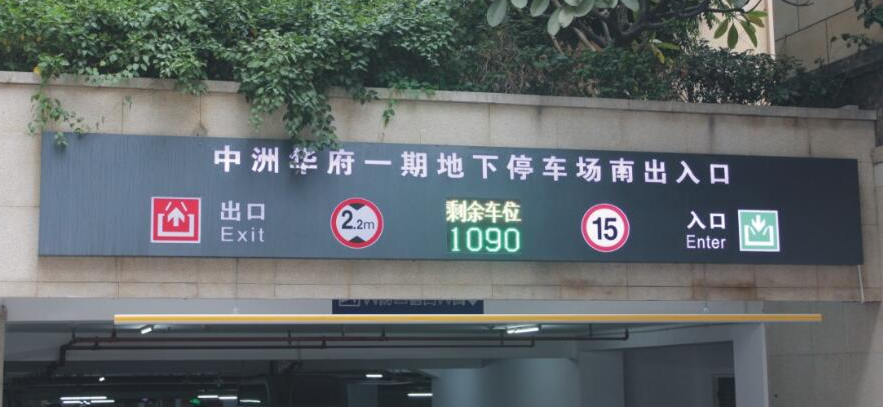 中洲华府一期地下停车场南出入口
出口
Exit
2.2m
剩余车位
1090
15
入口
Enter